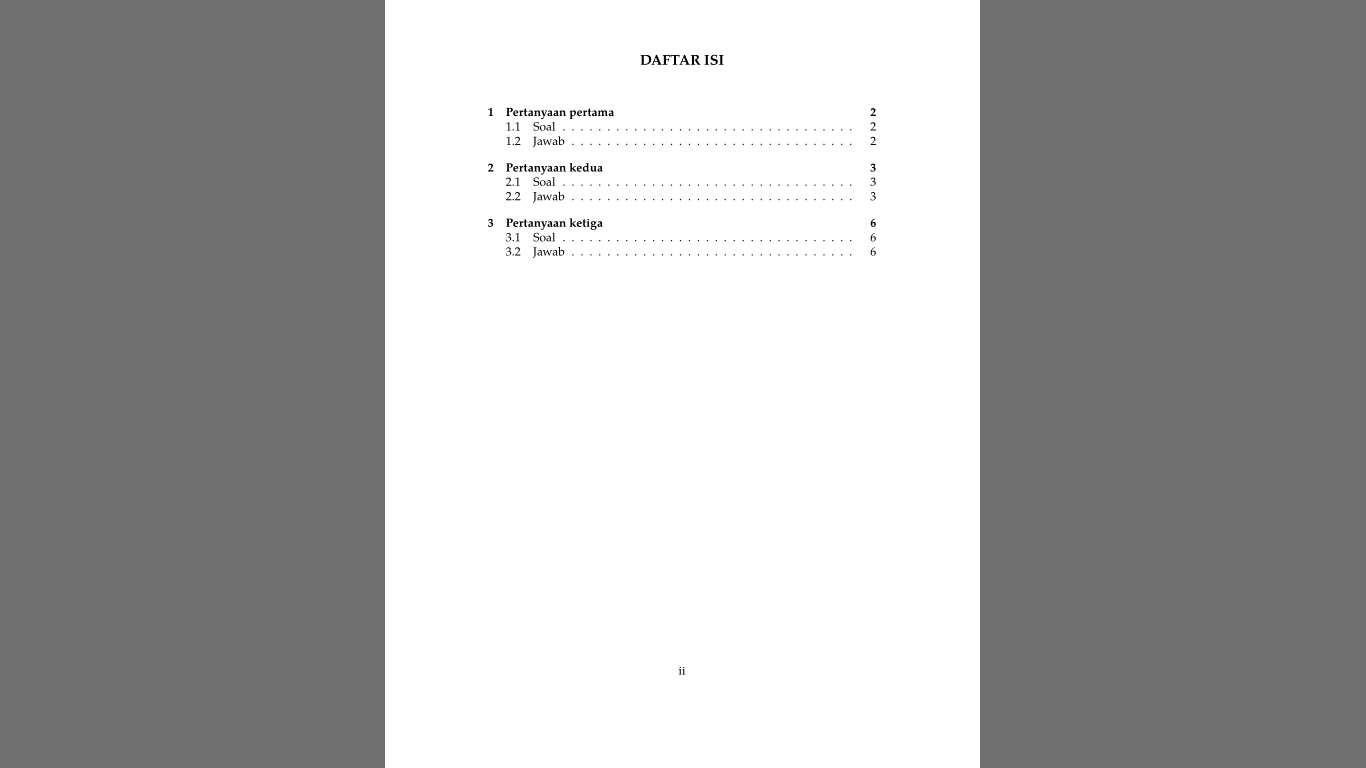 DAFTAR ISI
1 Pertanyaan pertama 2
1.1 Soal . . . . . . . . . . . . . . . . . . . . . . . . . . . . . . . . . 2
1.2 Jawab . . . . . . . . . . . . . . . . . . . . . . . . . . . . . . . . 2
2 Pertanyaan kedua 3
2.1 Soal . . . . . . . . . . . . . . . . . . . . . . . . . . . . . . . . . 3
2.2 Jawab . . . . . . . . . . . . . . . . . . . . . . . . . . . . . . . . 3
3 Pertanyaan ketiga 6
3.1 Soal . . . . . . . . . . . . . . . . . . . . . . . . . . . . . . . . . 6
3.2 Jawab . . . . . . . . . . . . . . . . . . . . . . . . . . . . . . . . 6
ii